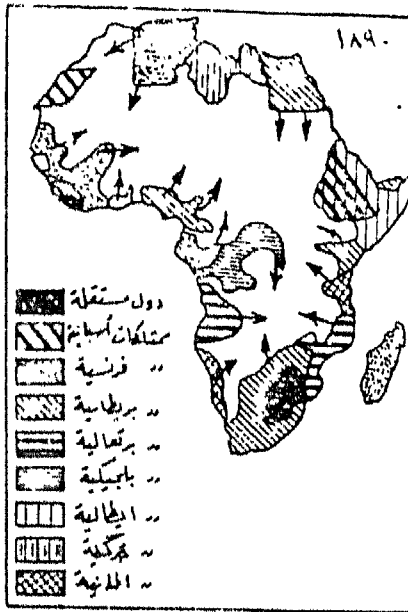 ١٨٩٠
دول مستقلة
ممتلكات أسبانية
〃 فرنسية
〃 بريطانية
〃 برتغالية
〃 بلجيكية
〃 ايطالية
〃 تركية
〃 المانية